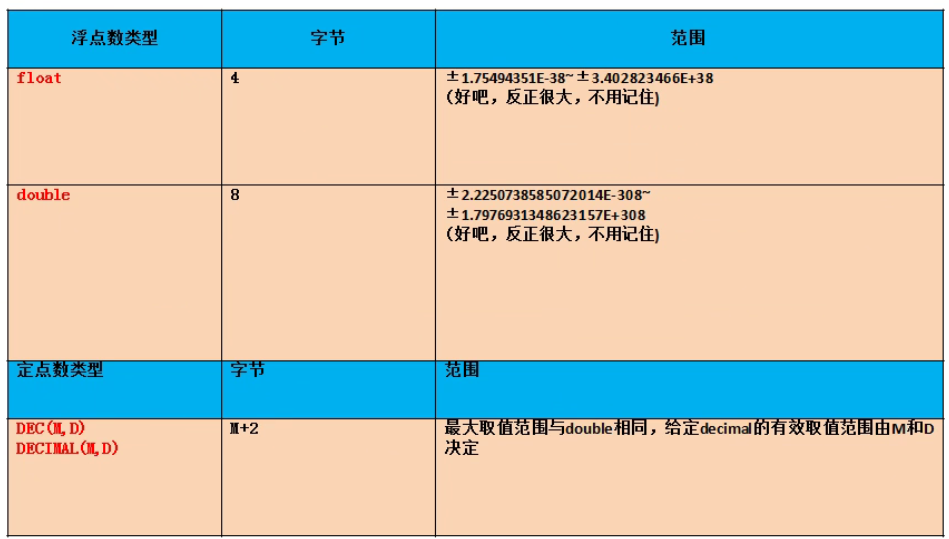 浮点数类型 字节 范围
float 4 ±1.75494351E-38~±3.402823466E+38
(好吧，反正很大，不用记住)
double 8 ±2.2250738585072014E-308~
±1.7976931348623157E+308
(好吧，反正很大，不用记住)
定点数类型 字节 范围
DEC(M,D) M+2 最大取值范围与double相同，给定decimal的有效取值范围由M和D
DECIMAL(M,D) 决定